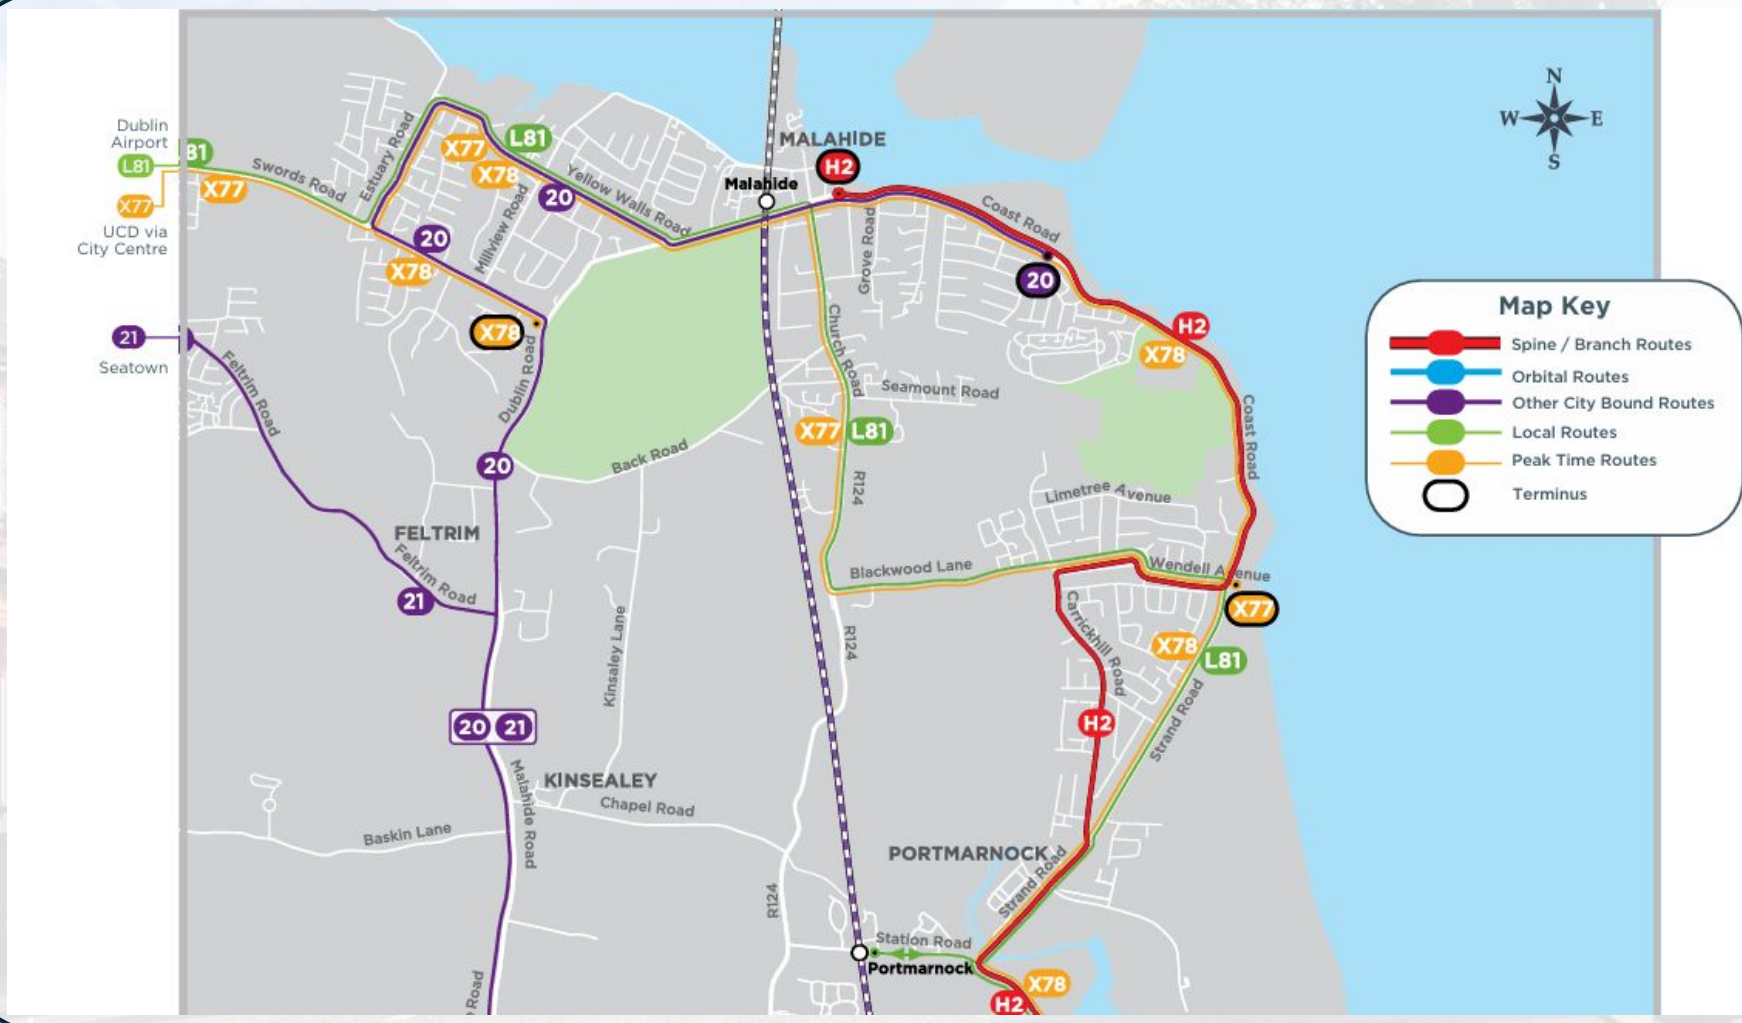 N
W E
S
Dublin
Airport
L81
X77
UCD via
City Centre
21
Seatown
81
X77
Swords Road
Estuary Road
X77
L81
X78
20
Yellow Walls Road
Millview Road
20
X78
X78
Dublin Road
MALAHIDE
H2
Malahide
Coast Road
Grove Road
20
H2
X78
Coast Road
Church Road
Seamount Road
X77
L81
R124
Feltrim Road
20
Back Road
FELTRIM
Feltrim Road
21
Limetree Avenue
Blackwood Lane
Wendell Avenue
X77
Carrickhill Road
X78
L81
R124
Kinsaley Lane
H2
Strand Road
20 21
KINSEALEY
Malahide Road
Chapel Road
Baskin Lane
PORTMARNOCK
Strand Road
R124
Station Road
Portmarnock
X78
H2
Road
Map Key
Spine / Branch Routes
Orbital Routes
Other City Bound Routes
Local Routes
Peak Time Routes
Terminus